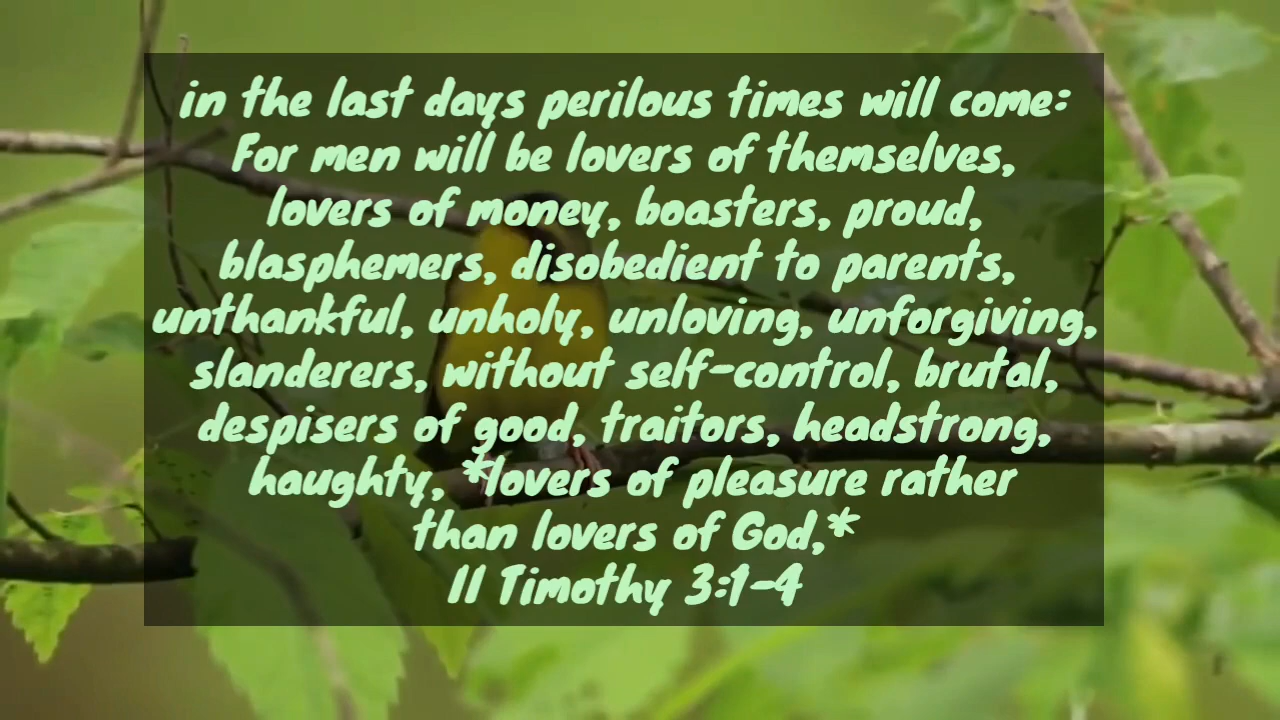 in the last days perilous times will come:
For men will be lovers of themselves,
lovers of money, boasters, proud,
blasphemers, disobedient to parents,
unthankful, unholy, unloving, unforgiving,
slanderers, without self-control, brutal,
despisers of good, traitors, headstrong,
haughty, *lovers of pleasure rather
than lovers of God,*
II Timothy 3:1-4